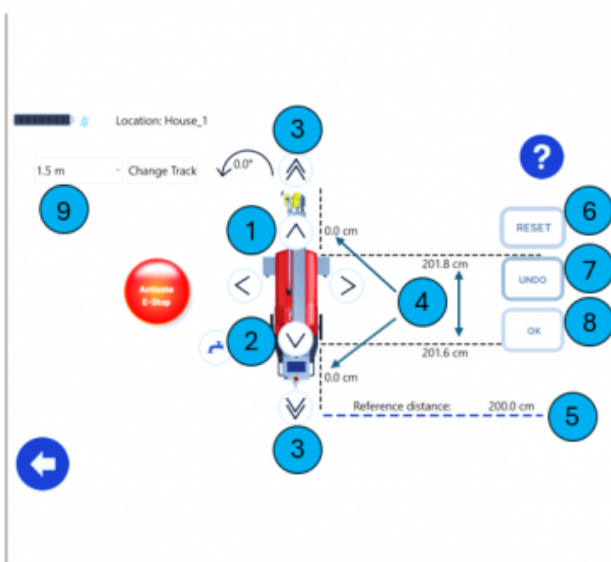 3
Location: House_1
?
0.0°
1.5 m
Change Track
9
6
1
0.0 cm
RESET
201.8 cm
7
Activate
E-Stop
UNDO
4
8
2
OK
201.6 cm
0.0 cm
Reference distance: 200.0 cm
5
3